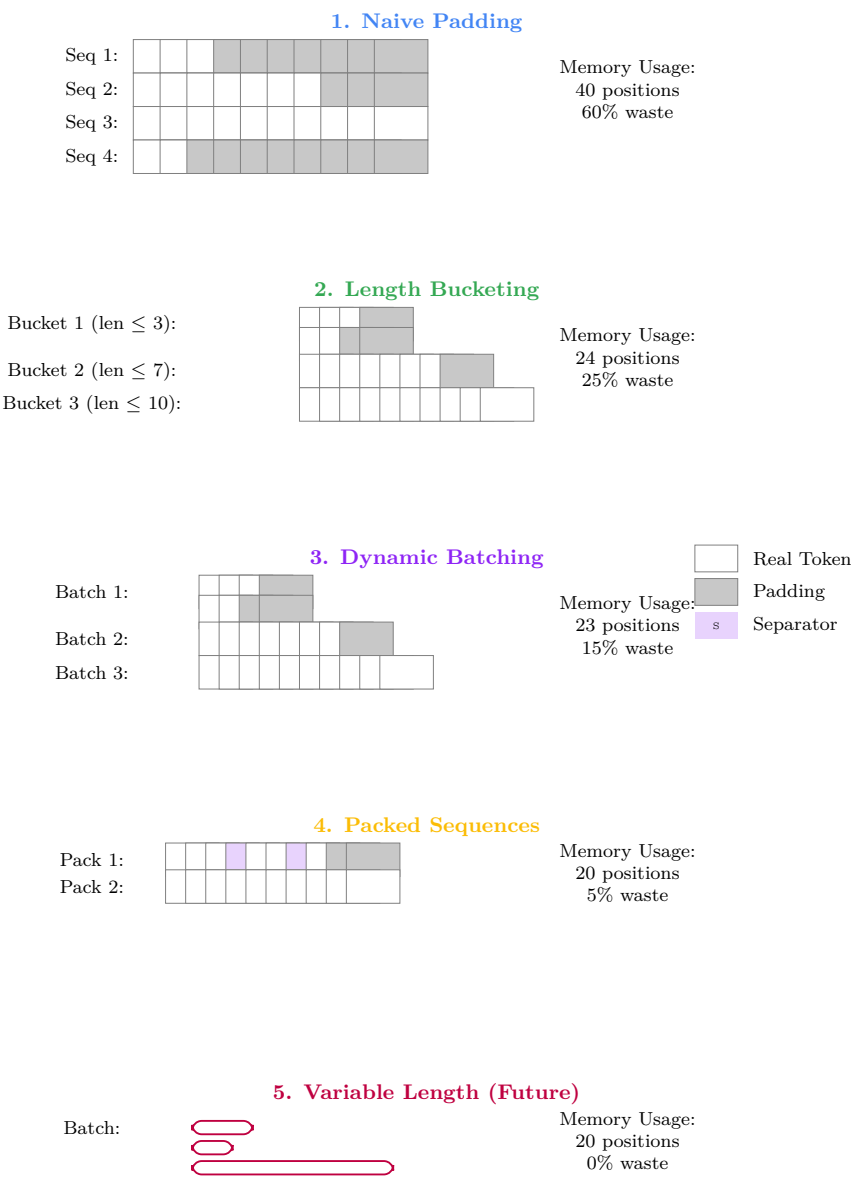 1. Naive Padding
Seq 1:
Seq 2:
Seq 3:
Seq 4:
Memory Usage:
40 positions
60% waste
2. Length Bucketing
Bucket 1 (len ≤ 3):
Bucket 2 (len ≤ 7):
Bucket 3 (len ≤ 10):
Memory Usage:
24 positions
25% waste
3. Dynamic Batching
Batch 1:
Batch 2:
Batch 3:
Memory Usage:
23 positions
15% waste
Real Token
Padding
s Separator
4. Packed Sequences
Pack 1:
Pack 2:
Memory Usage:
20 positions
5% waste
5. Variable Length (Future)
Batch:
Memory Usage:
20 positions
0% waste